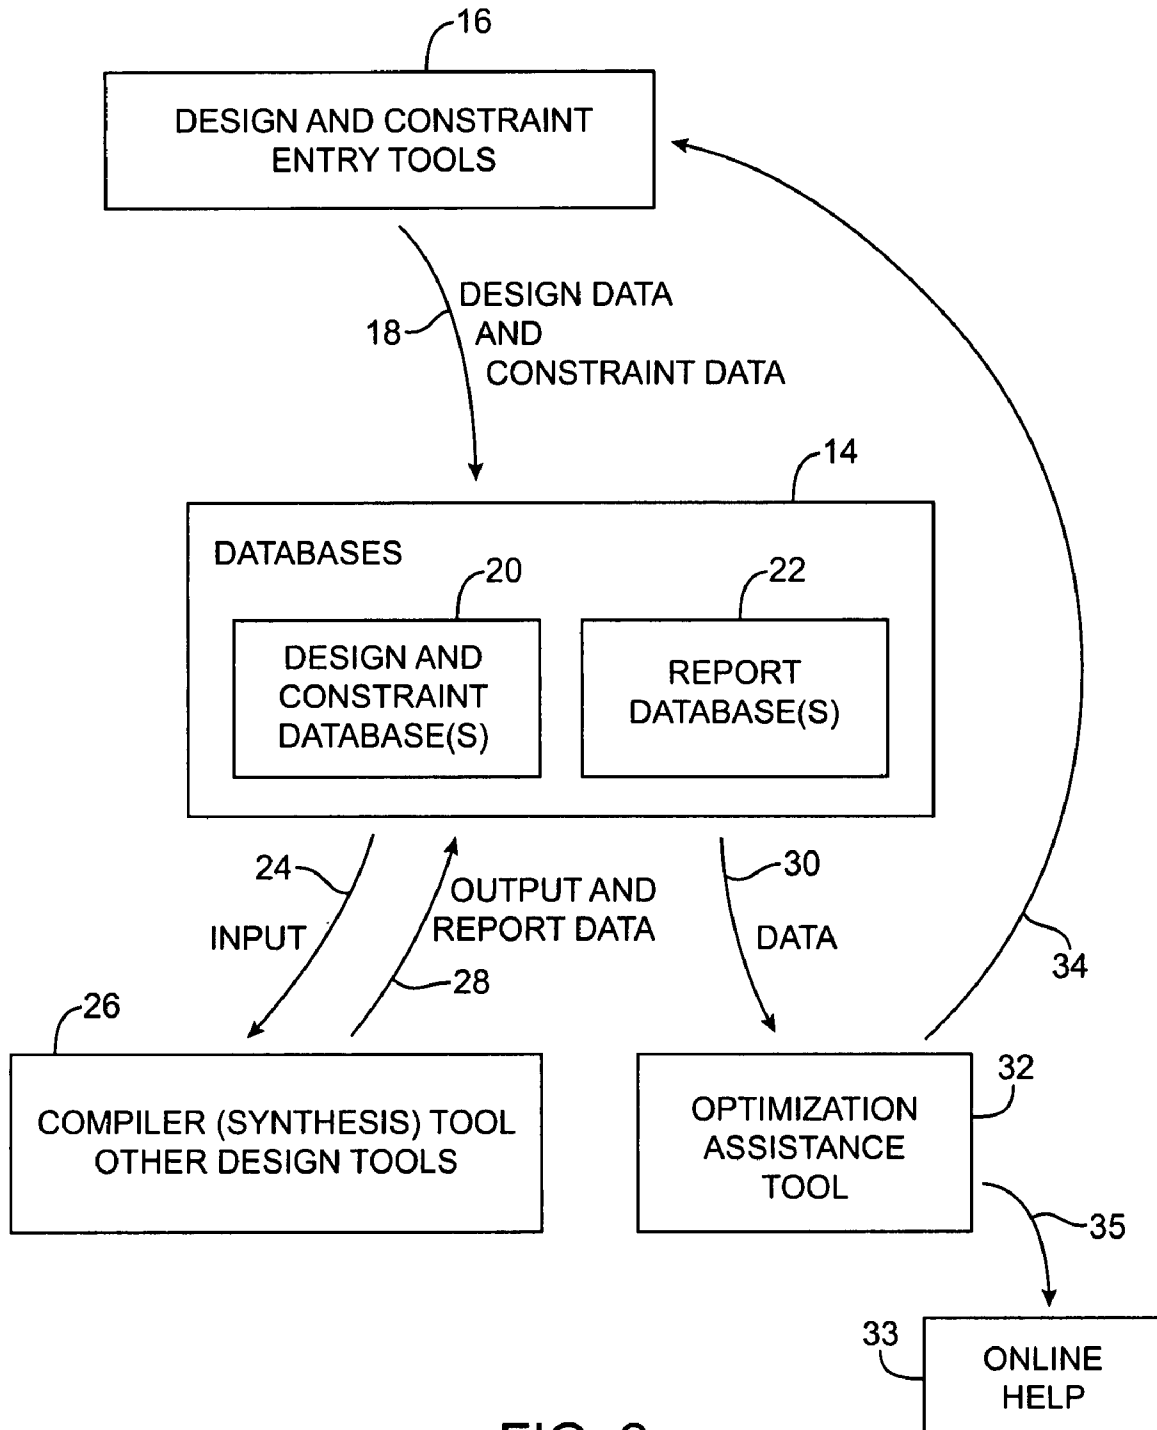 16
DESIGN AND CONSTRAINT
ENTRY TOOLS
DESIGN DATA
18
AND
CONSTRAINT DATA
14
DATABASES
20
22
DESIGN AND
CONSTRAINT
DATABASE(S)
REPORT
DATABASE(S)
24
INPUT
OUTPUT AND
REPORT DATA
28
30
DATA
34
26
COMPILER (SYNTHESIS) TOOL
OTHER DESIGN TOOLS
32
OPTIMIZATION
ASSISTANCE
TOOL
35
33
ONLINE
HELP
FIG.